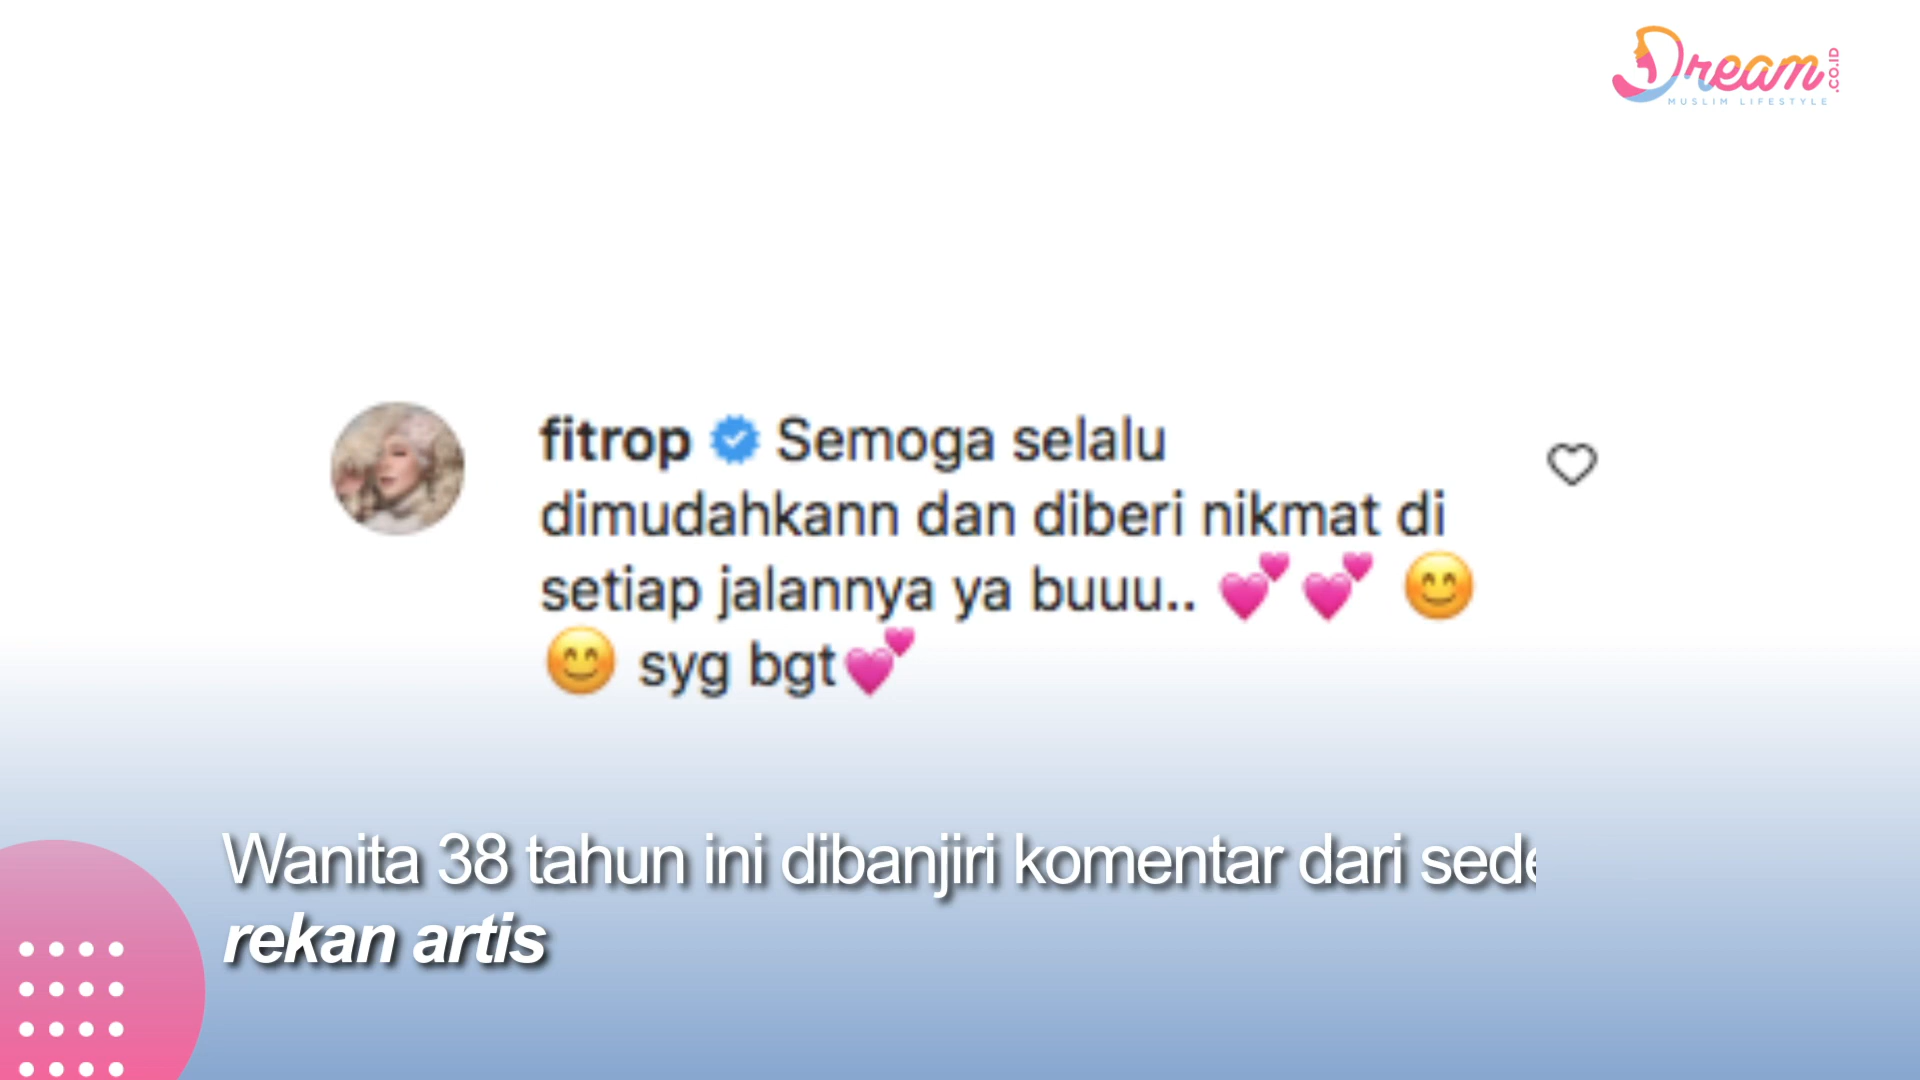 Dream
.CO.ID
MUSLIM LIFESTYLE
fitrop Semoga selalu
dimudahkann dan diberi nikmat di
setiap jalannya ya buuu.. 💕💕 😊
😊 syg bgt💕
Wanita 38 tahun ini dibanjiri komentar dari
rekan artis